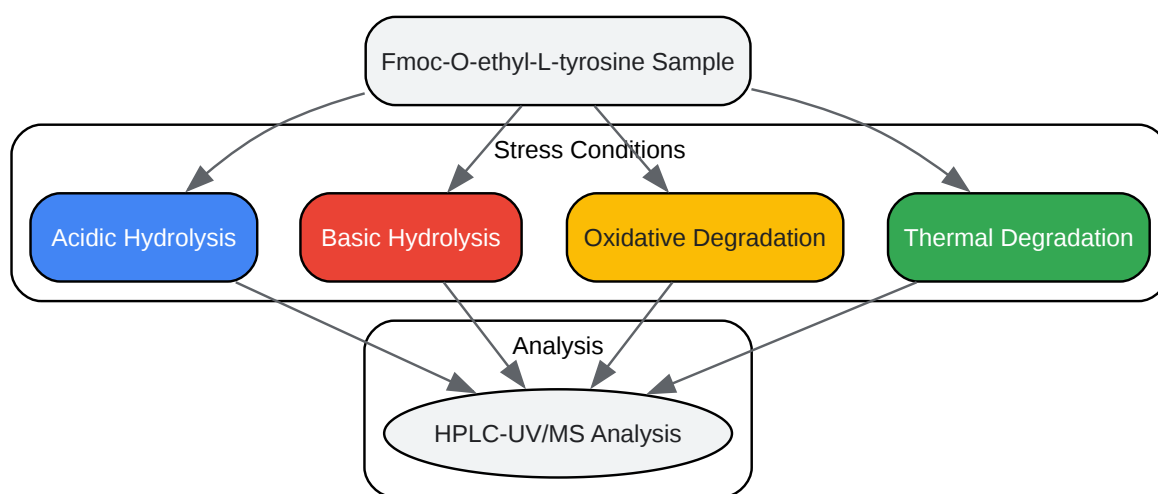 Fmoc-O-ethyl-L-tyrosine Sample
Stress Conditions
Acidic Hydrolysis
Basic Hydrolysis
Oxidative Degradation
Thermal Degradation
Analysis
HPLC-UV/MS Analysis